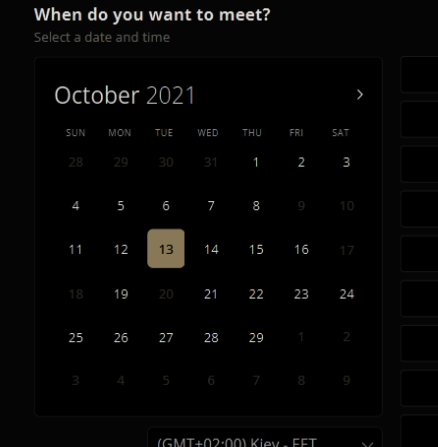 When do you want to meet?
Select a date and time
October 2021
SUN MON TUE WED THU FRI SAT
28 29 30 31 1 2 3
4 5 6 7 8 9 10
11 12 13 14 15 16 17
18 19 20 21 22 23 24
25 26 27 28 29 1 2
3 4 5 6 7 8 9
(GMT+02:00) Kiev - EET